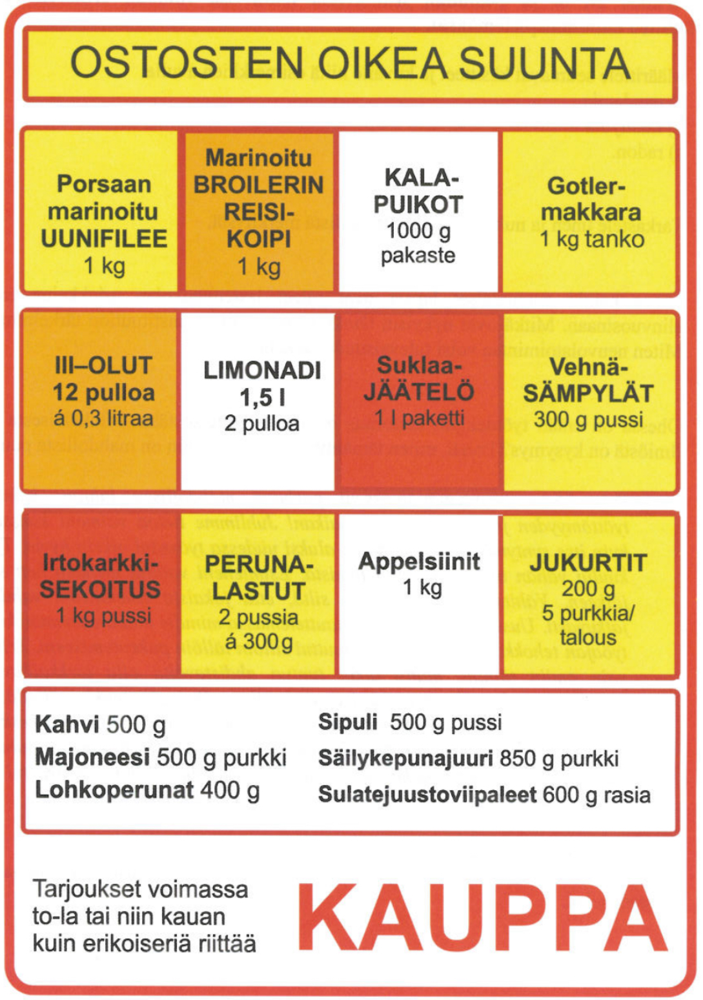 OSTOSTEN OIKEA SUUNTA
Porsaan
marinoitu
UUNIFILEE
1 kg
Marinoitu
BROILERIN
REISI-
KOIPI
1 kg
KALA-
PUIKOT
1000 g
pakaste
Gotler-
makkara
1 kg tanko
III–OLUT
12 pulloa
á 0,3 litraa
LIMONADI
1,5 l
2 pulloa
Suklaa-
JÄÄTELÖ
1 l paketti
Vehnä-
SÄMPYLÄT
300 g pussi
Irtokarkki-
SEKOITUS
1 kg pussi
PERUNA-
LASTUT
2 pussia
á 300g
Appelsiinit
1 kg
JUKURTIT
200 g
5 purkkia/
talous
Kahvi 500 g
Majoneesi 500 g purkki
Lohkoperunat 400 g
Sipuli 500 g pussi
Säilykepunajuuri 850 g purkki
Sulatejuustoviipaleet 600 g rasia
Tarjoukset voimassa
to-la tai niin kauan
kuin erikoiseriä riittää
KAUPPA